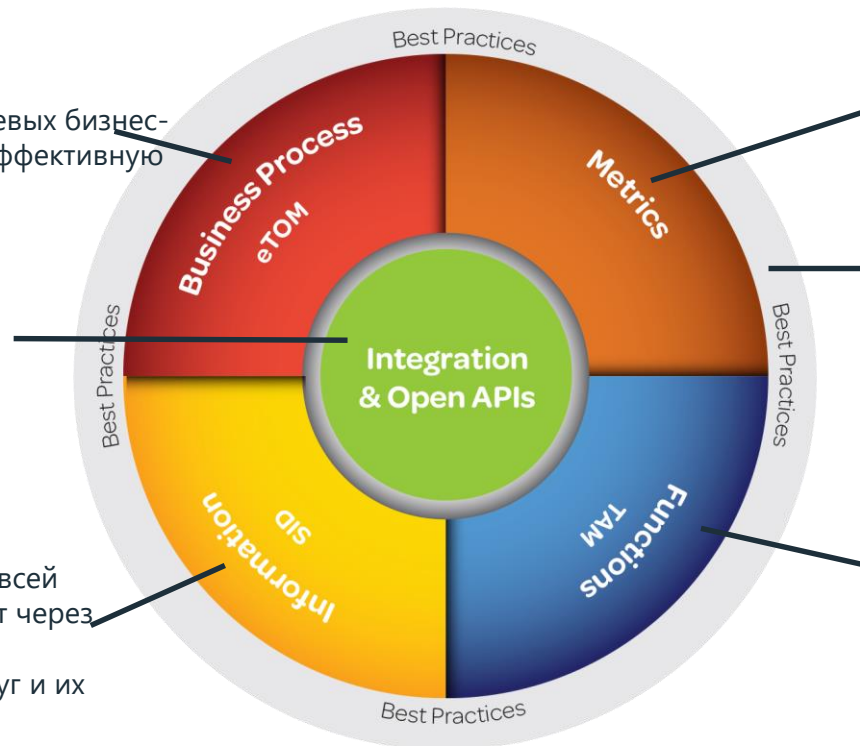 Best Practices
Business Process
eTOM
Metrics
Best Practices
Best Practices
Integration
& Open APIs
Information
SID
Functions
TAM
Best Practices
евых бизнес-
ффективную
всей
т через
уг и их